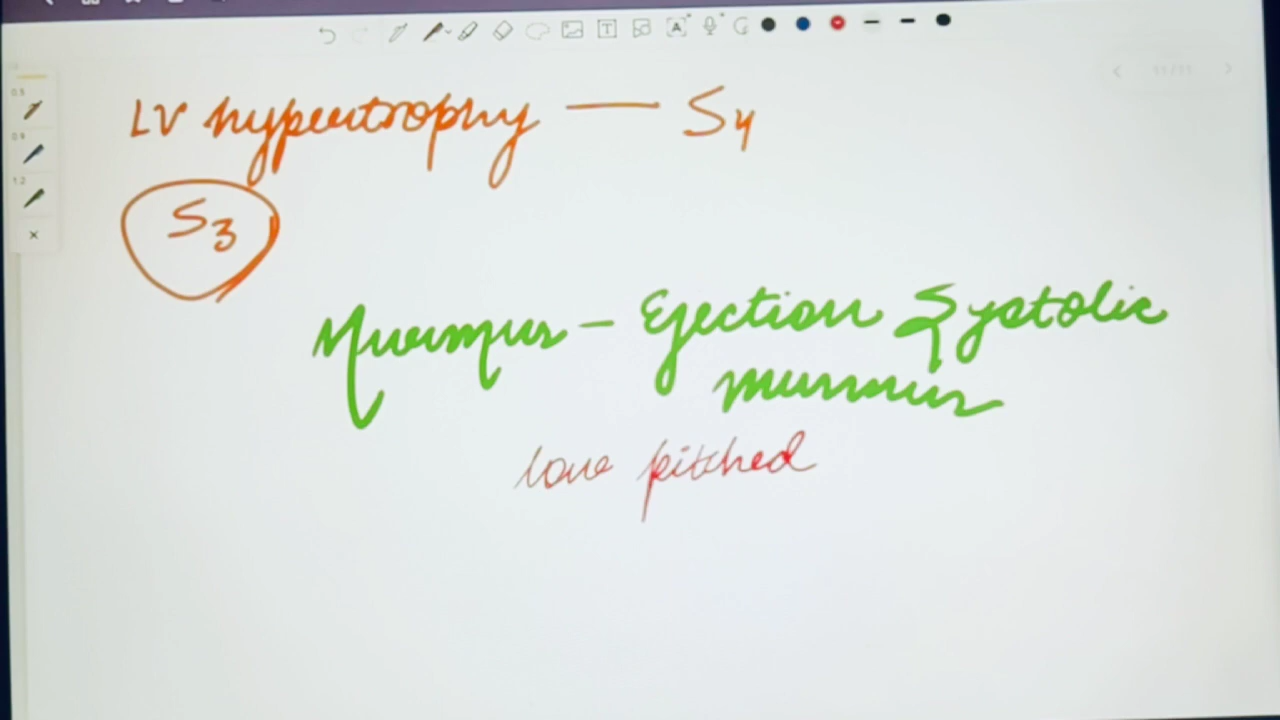 LV hypertrophy — S4
S3
Murmur – Ejection Systolic
murmur
low pitched